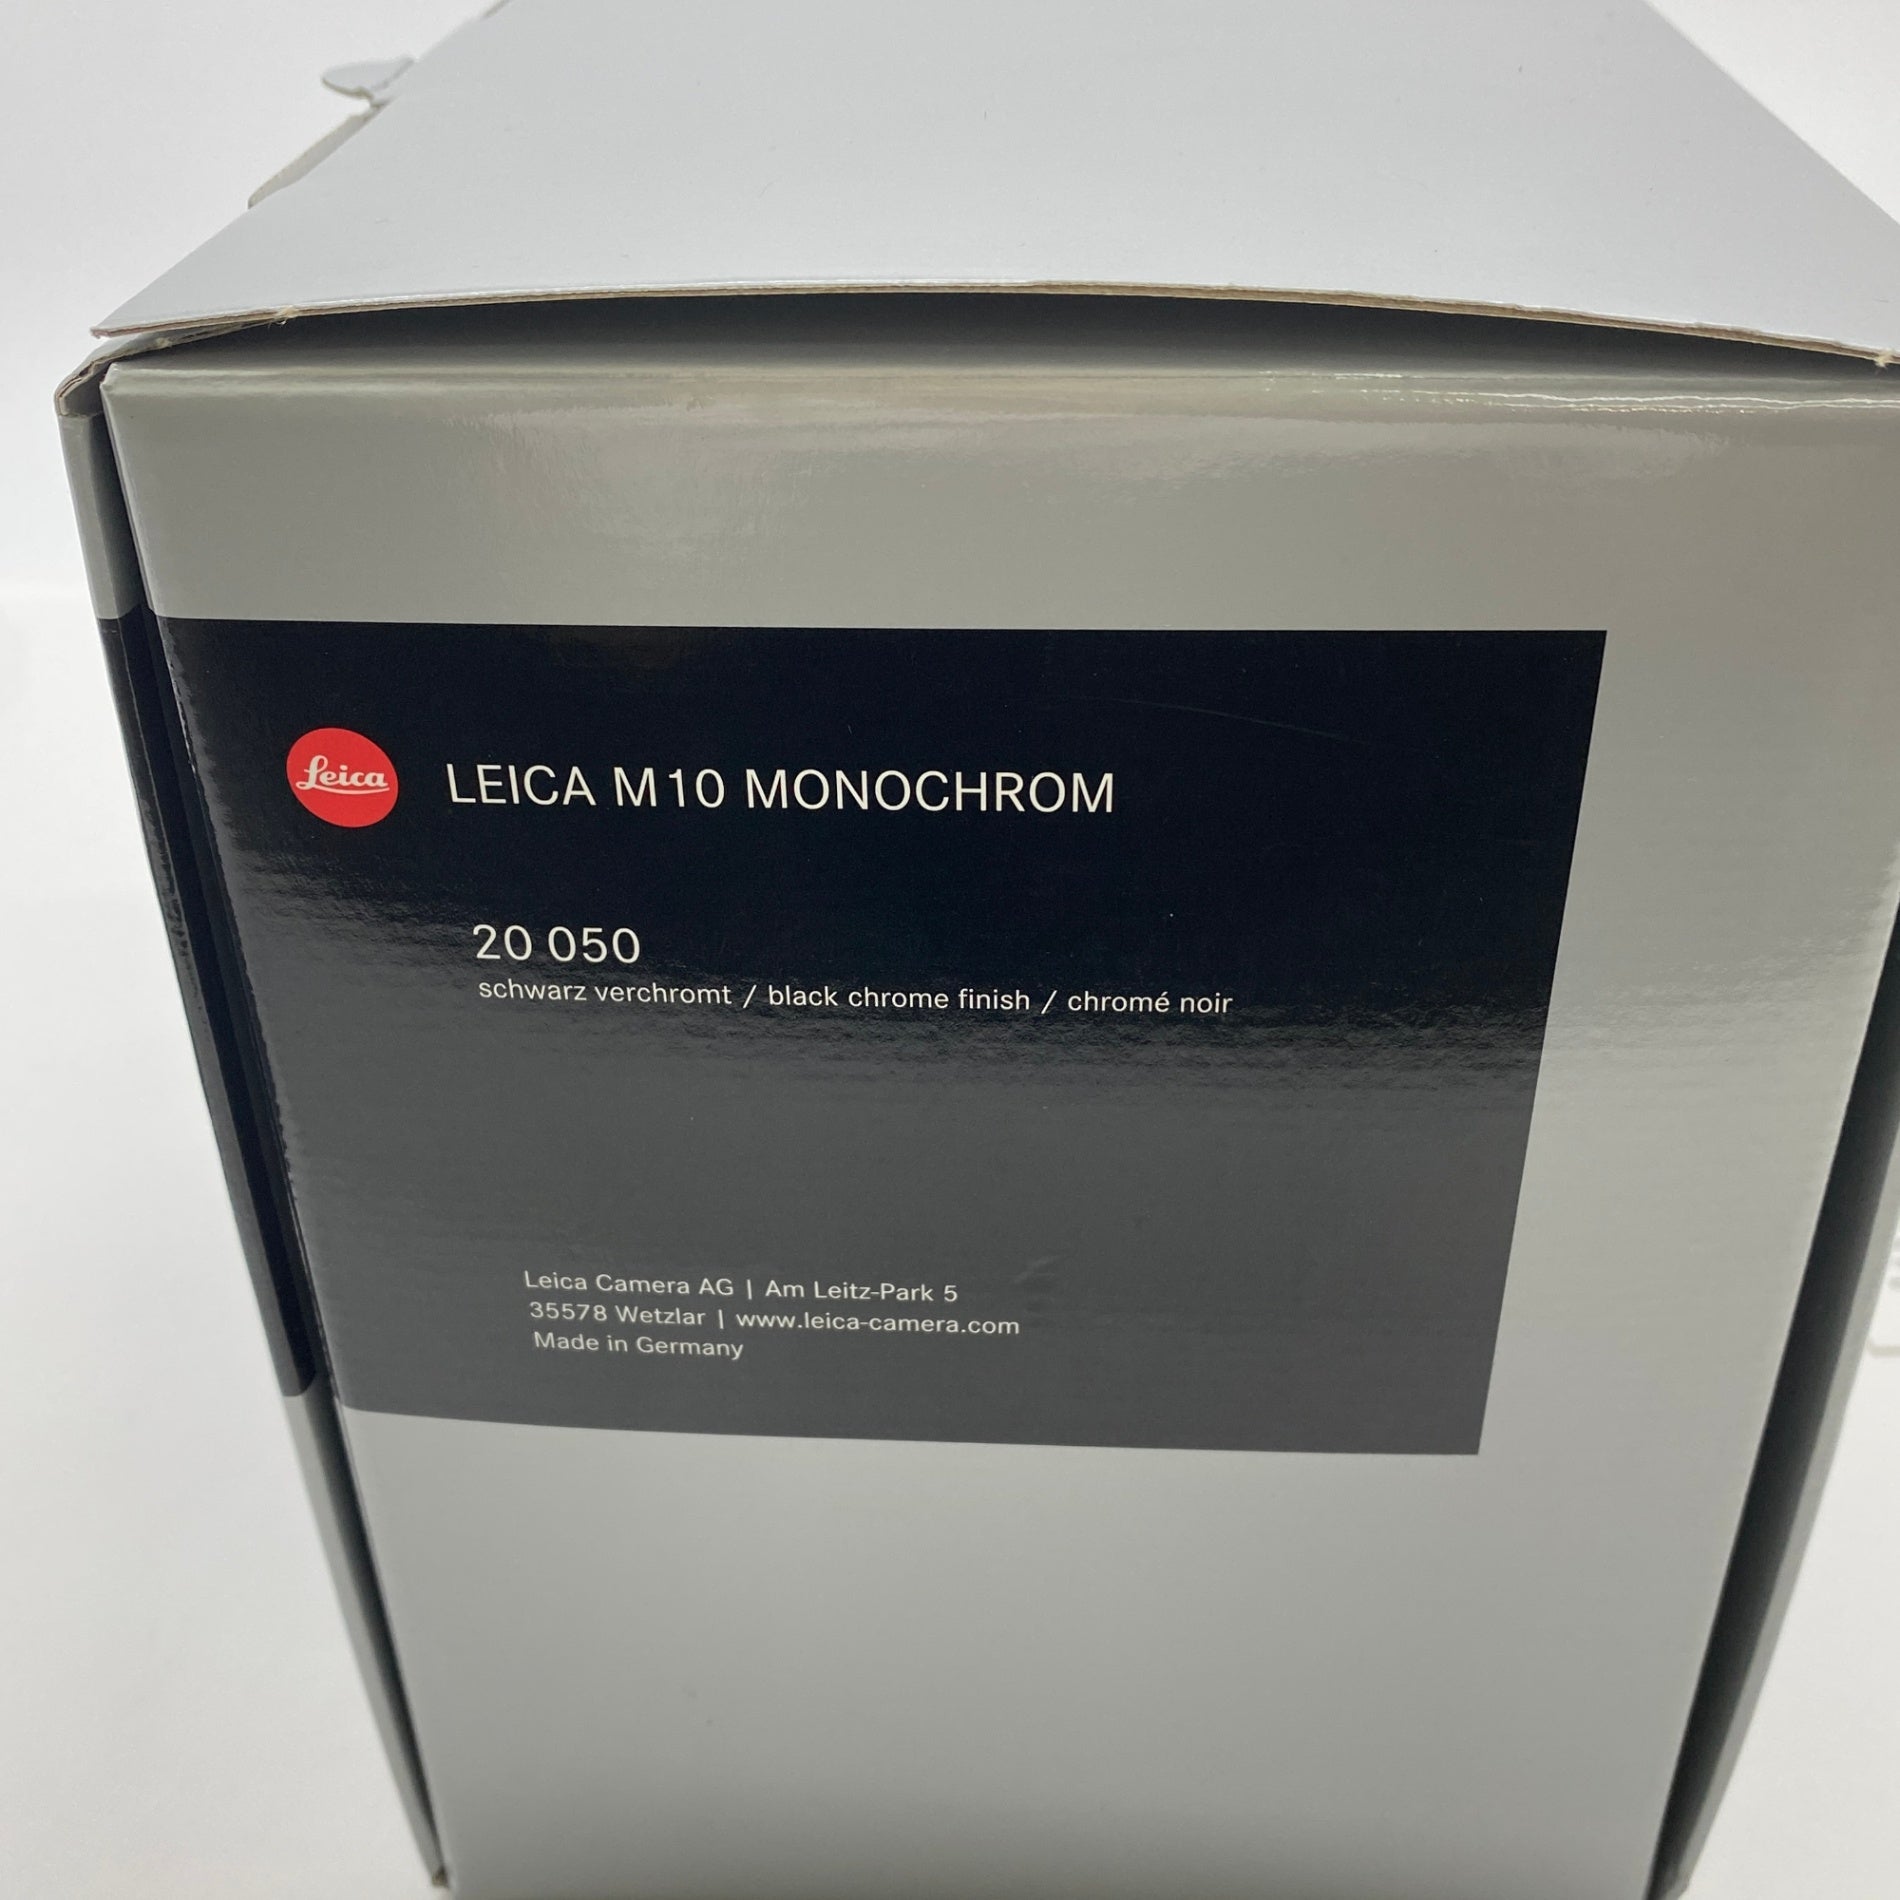 Leica
LEICA M10 MONOCHROM
20 050
schwarz verchromt / black chrome finish / chromé noir
Leica Camera AG | Am Leitz-Park 5
35578 Wetzlar | www.leica-camera.com
Made in Germany